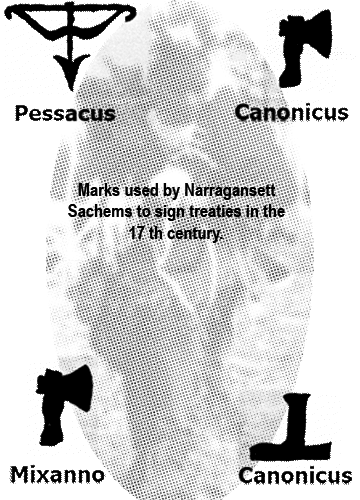 Pessacus
Canonicus
Marks used by Narragansett
Sachems to sign treaties in the
17 th century.
Mixanno
Canonicus